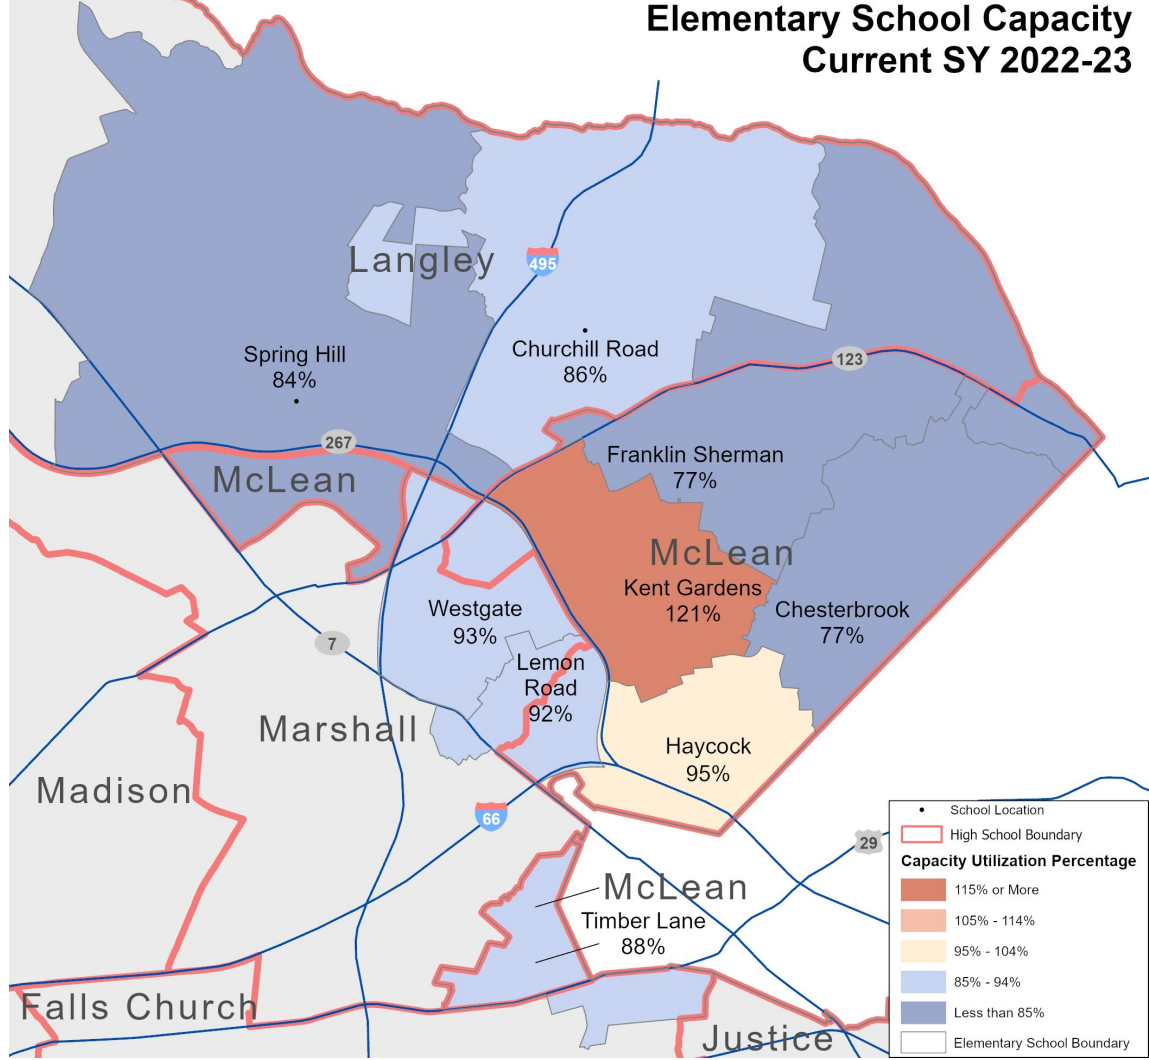 Elementary School Capacity
Current SY 2022-23
Langley
495
Spring Hill
84%
Churchill Road
86%
123
267
McLean
Franklin Sherman
77%
McLean
Kent Gardens
121%
Chesterbrook
77%
Westgate
93%
7
Lemon
Road
92%
Marshall
Haycock
95%
Madison
66
29
McLean
Timber Lane
88%
Falls Church
Justice
School Location
High School Boundary
Capacity Utilization Percentage
115% or More
105% - 114%
95% - 104%
85% - 94%
Less than 85%
Elementary School Boundary